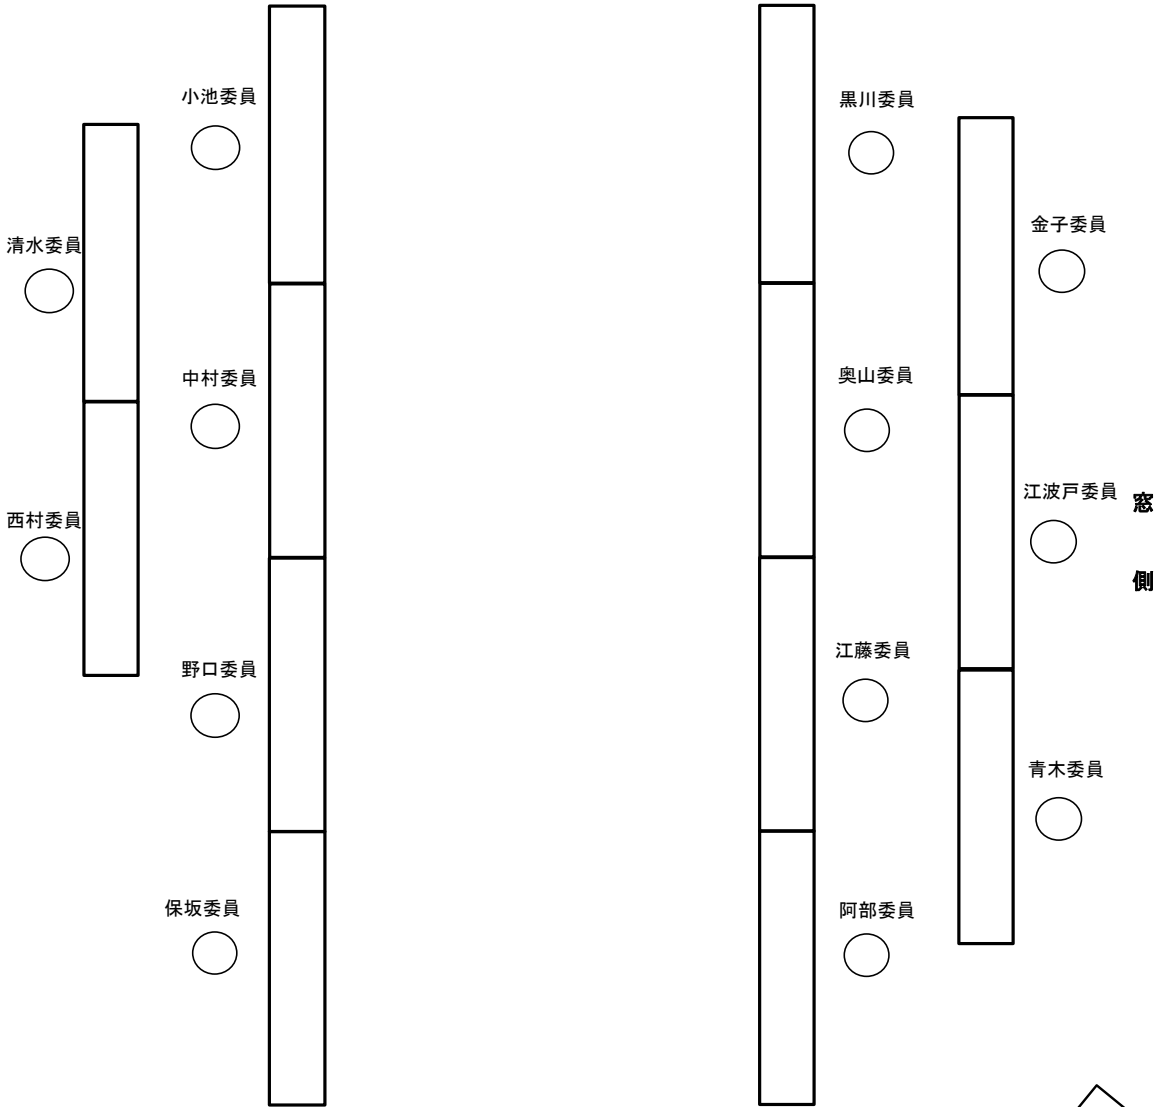 小池委員
黒川委員
清水委員
金子委員
中村委員
奥山委員
西村委員
江波戸委員
窓側
野口委員
江藤委員
青木委員
保坂委員
阿部委員